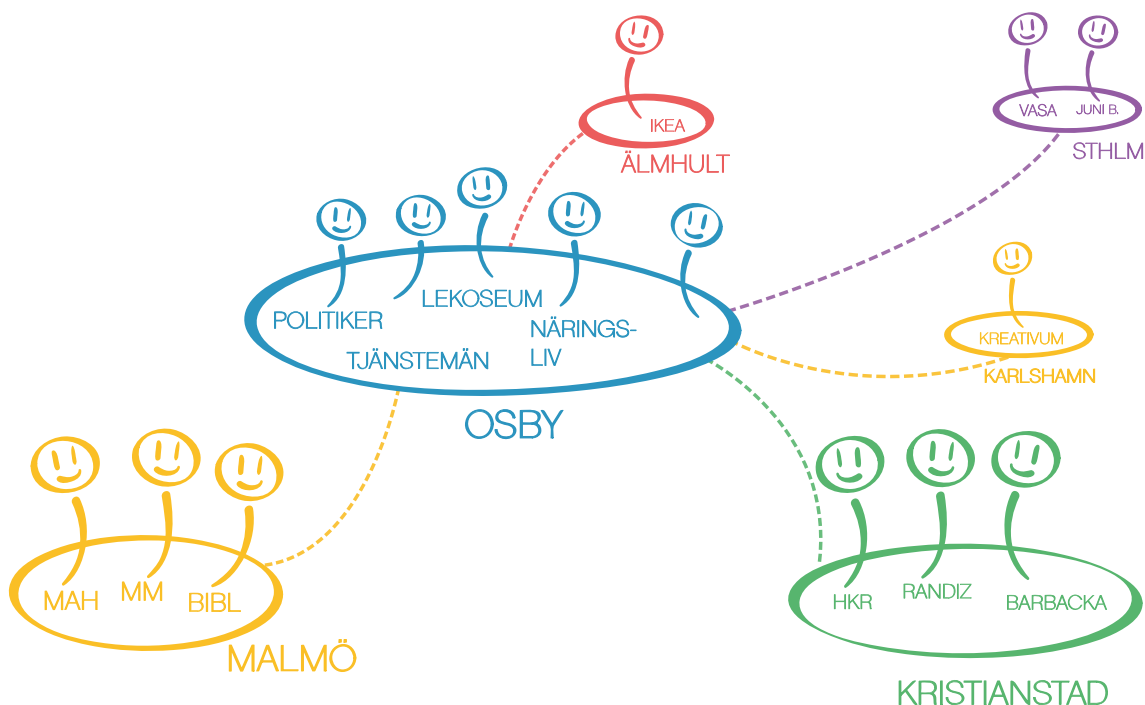 IKEA
ÄLMHULT
VASA
JUNI B.
STHLM
POLITIKER
LEKOSEUM
TJÄNSTEMÄN
NÄRINGS-
LIV
OSBY
KREATIVUM
KARLSHAMN
MAH
MM
BIBL
MALMÖ
HKR
RANDIZ
BARBACKA
KRISTIANSTAD